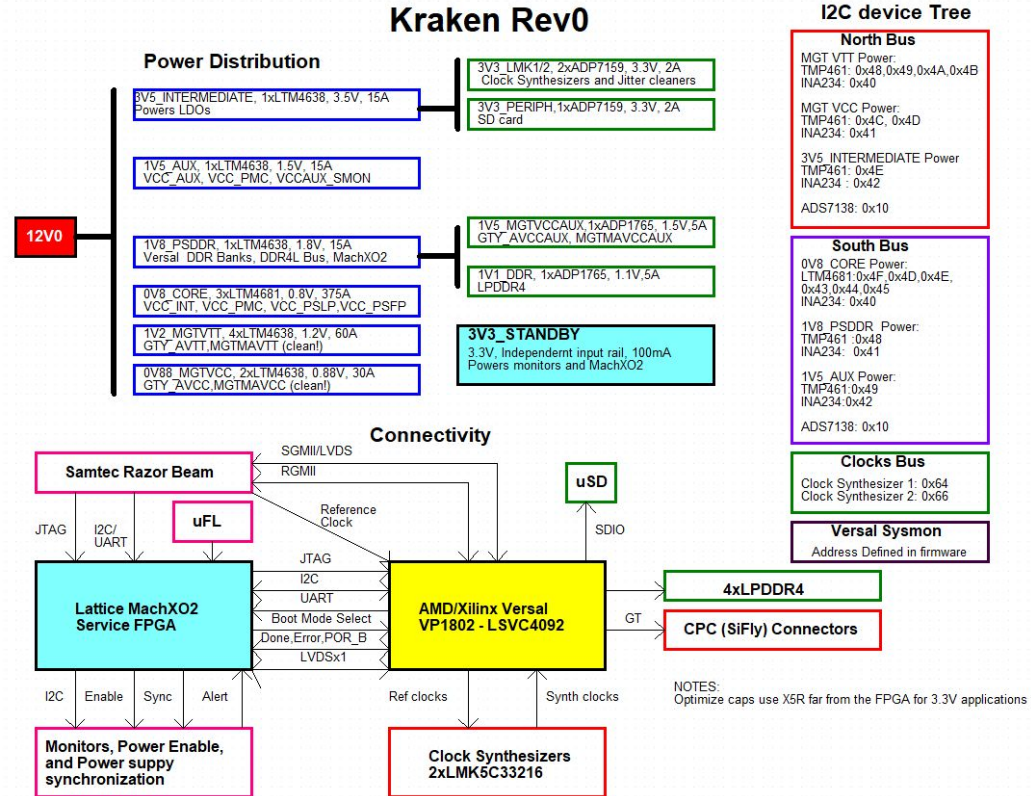 Kraken Rev0
Power Distribution
12V0
3V5_INTERMEDIATE, 1xLTM4638, 3.5V, 15A
Powers LDOs
1V5_AUX, 1xLTM4638, 1.5V, 15A
VCC_AUX, VCC_PMC, VCCAUX_SMON
1V8_PSDDR, 1xLTM4638, 1.8V, 15A
Versal DDR Banks, DDR4L Bus, MachXO2
0V8_CORE, 3xLTM4681, 0.8V, 375A
VCC_INT, VCC_PMC, VCC_PSLP,VCC_PSFP
1V2_MGTVTT, 4xLTM4638, 1.2V, 60A
GTY_AVTT,MGTMAVTT (clean!)
0V88_MGTVCC, 2xLTM4638, 0.88V, 30A
GTY_AVCC,MGTMAVCC (clean!)
3V3_LMK1/2, 2xADP7159, 3.3V, 2A
Clock Synthesizers and Jitter cleaners
3V3_PERIPH,1xADP7159, 3.3V, 2A
SD card
1V5_MGTVCCAUX,1xADP1765, 1.5V,5A
GTY_AVCCAUX, MGTMAVCCAUX
1V1_DDR, 1xADP1765, 1.1V,5A
LPDDR4
3V3_STANDBY
3.3V, Independernt input rail, 100mA
Powers monitors and MachXO2
I2C device Tree
North Bus
MGT VTT Power:
TMP461: 0x48,0x49,0x4A,0x4B
INA234: 0x40
MGT VCC Power:
TMP461: 0x4C, 0x4D
INA234: 0x41
3V5_INTERMEDIATE Power
TMP461: 0x4E
INA234 : 0x42
ADS7138: 0x10
South Bus
0V8_CORE Power:
LTM4681:0x4F,0x4D,0x4E,
0x43,0x44,0x45
INA234: 0x40
1V8_PSDDR Power:
TMP461 :0x48
INA234: 0x41
1V5_AUX Power:
TMP461:0x49
INA234:0x42
ADS7138: 0x10
Clocks Bus
Clock Synthesizer 1: 0x64
Clock Synthesizer 2: 0x66
Versal Sysmon
Address Defined in firmware
Connectivity
Samtec Razor Beam
SGMII/LVDS
RGMII
uFL
Reference
Clock
uSD
SDIO
JTAG
I2C/
UART
Lattice MachXO2
Service FPGA
JTAG
I2C
UART
Boot Mode Select
Done,Error,POR_B
LVDSx1
AMD/Xilinx Versal
VP1802 - LSVC4092
4xLPDDR4
GT
CPC (SiFly) Connectors
I2C
Enable
Sync
Alert
Ref clocks
Synth clocks
Monitors, Power Enable,
and Power suppy
synchronization
Clock Synthesizers
2xLMK5C33216
NOTES:
Optimize caps use X5R far from the FPGA for 3.3V applications